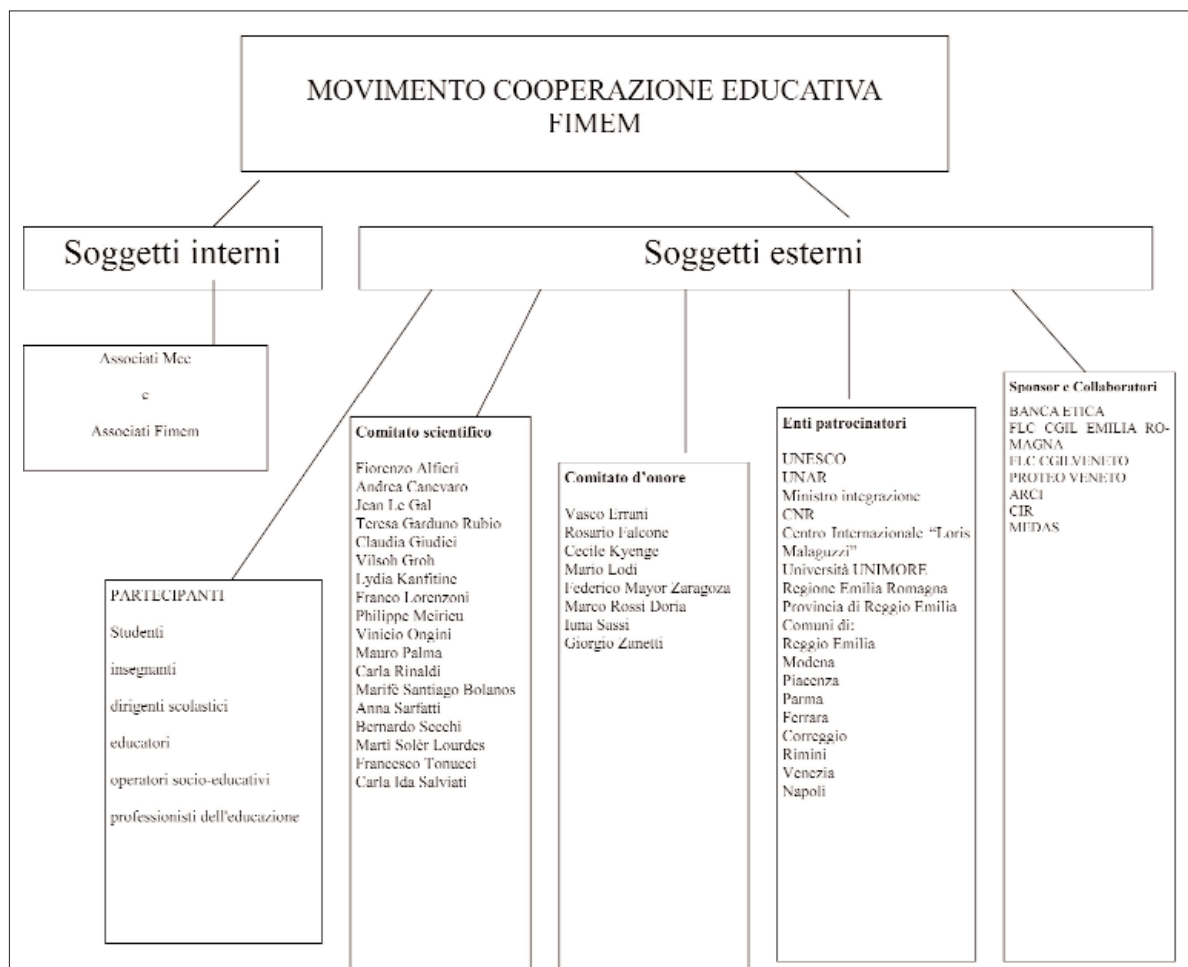 MOVIMENTO COOPERAZIONE EDUCATIVA
FIMEM
Soggetti interni
Soggetti esterni
Associati Mce
e
Associati Fimem
PARTECIPANTI
Studenti
insegnanti
dirigenti scolastici
educatori
operatori socio-educativi
professionisti dell'educazione
Comitato scientifico
Fiorenzo Alfieri
Andrea Canevaro
Jean Le Gal
Teresa Garduno Rubio
Claudia Giudici
Vilsoh Groh
Lydia Kanfitine
Franco Lorenzoni
Philippe Meirieu
Vinicio Ongini
Mauro Palma
Carla Rinaldi
Marifè Santiago Bolanos
Anna Sarfatti
Bernardo Secchi
Martì Solèr Lourdes
Francesco Tonucci
Carla Ida Salviati
Comitato d'onore
Vasco Errani
Rosario Falcone
Cecile Kyenge
Mario Lodi
Federico Mayor Zaragoza
Marco Rossi Doria
Iuna Sassi
Giorgio Zanetti
Enti patrocinatori
UNESCO
UNAR
Ministro integrazione
CNR
Centro Internazionale “Loris
Malaguzzi”
Università UNIMORE
Regione Emilia Romagna
Provincia di Reggio Emilia
Comuni di:
Reggio Emilia
Modena
Piacenza
Parma
Ferrara
Correggio
Rimini
Venezia
Napoli
Sponsor e Collaboratori
BANCA ETICA
FLC CGIL EMILIA RO-
MAGNA
FLC CGILVENETO
PROTEO VENETO
ARCI
CIR
MEDAS